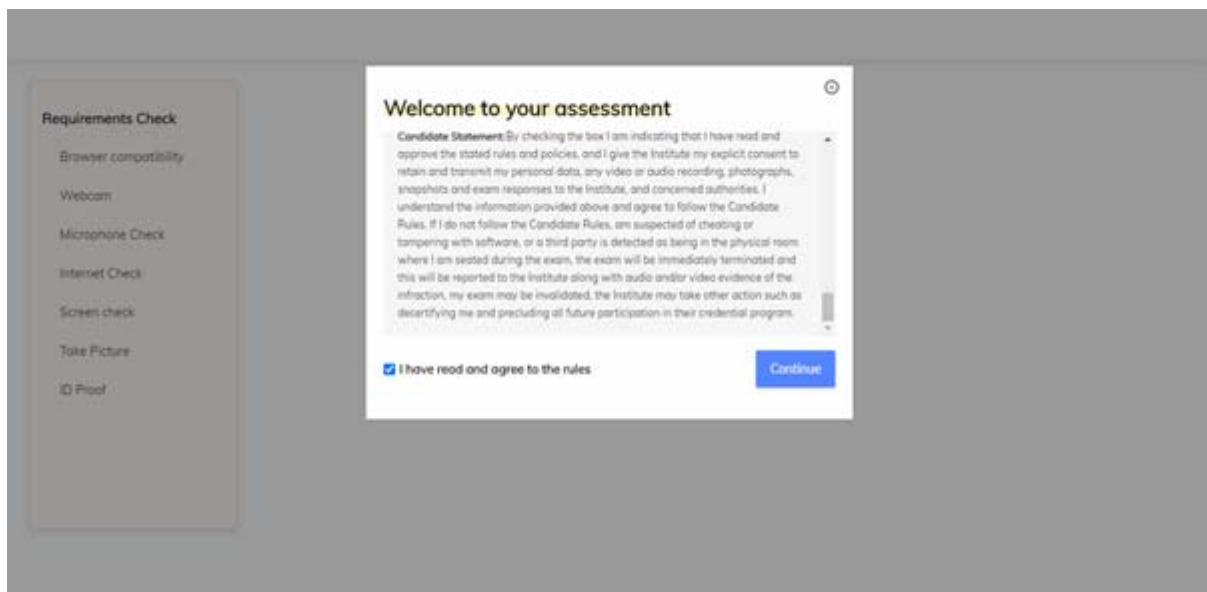 Requirements Check
Browser compatibility
Webcam
Microphone Check
Internet Check
Screen check
Take Picture
ID Proof
Welcome to your assessment
Candidate Statement: By checking the box I am indicating that I have read and
approve the stated rules and policies, and I give the Institute my explicit consent to
retain and transmit my personal data, any video or audio recording, photographs,
snapshots and exam responses to the Institute, and concerned authorities. I
understand the information provided above and agree to follow the Candidate
Rules. If I do not follow the Candidate Rules, am suspected of cheating or
tampering with software, or a third party is detected as being in the physical room
where I am seated during the exam, the exam will be immediately terminated and
this will be reported to the Institute along with audio and/or video evidence of the
infraction, my exam may be invalidated, the Institute may take other action such as
decertifying me and precluding all future participation in their credential program.
I have read and agree to the rules
Continue